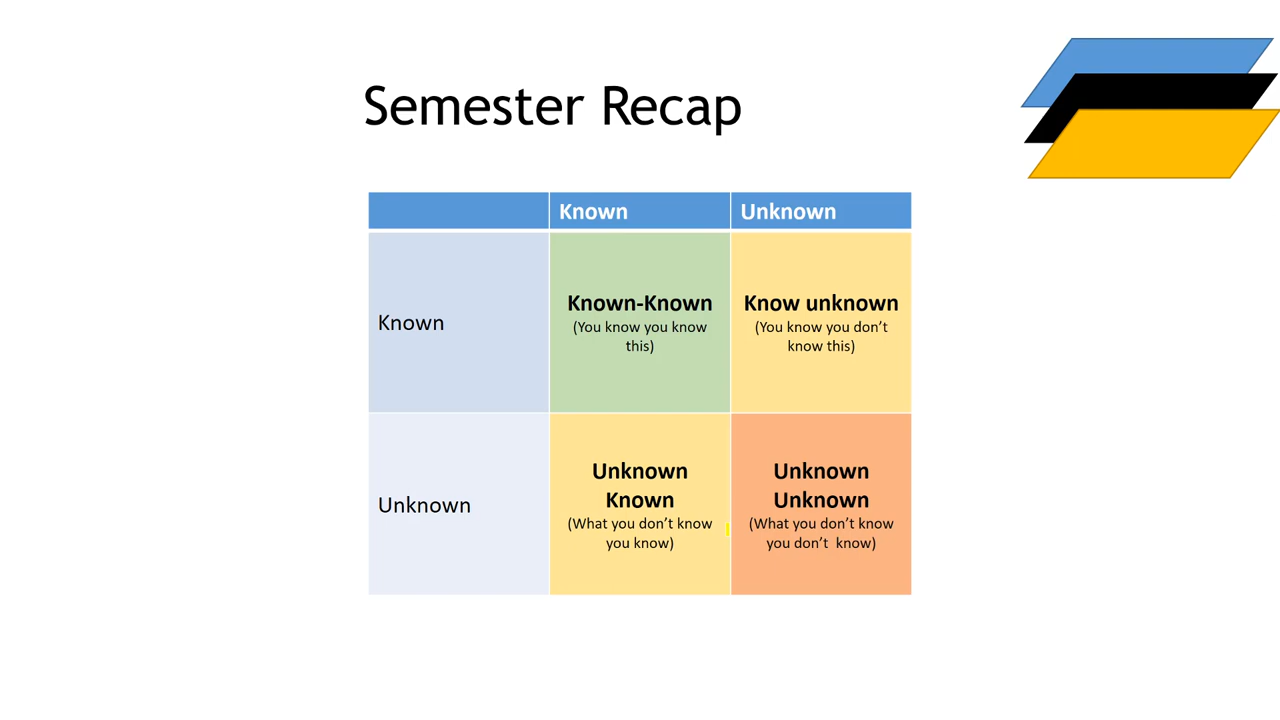 Semester Recap
Known Unknown
Known
Known-Known
(You know you know
this)
Know unknown
(You know you don’t
know this)
Unknown
Unknown
Known
(What you don’t know
you know)
Unknown
Unknown
(What you don’t know
you don’t  know)